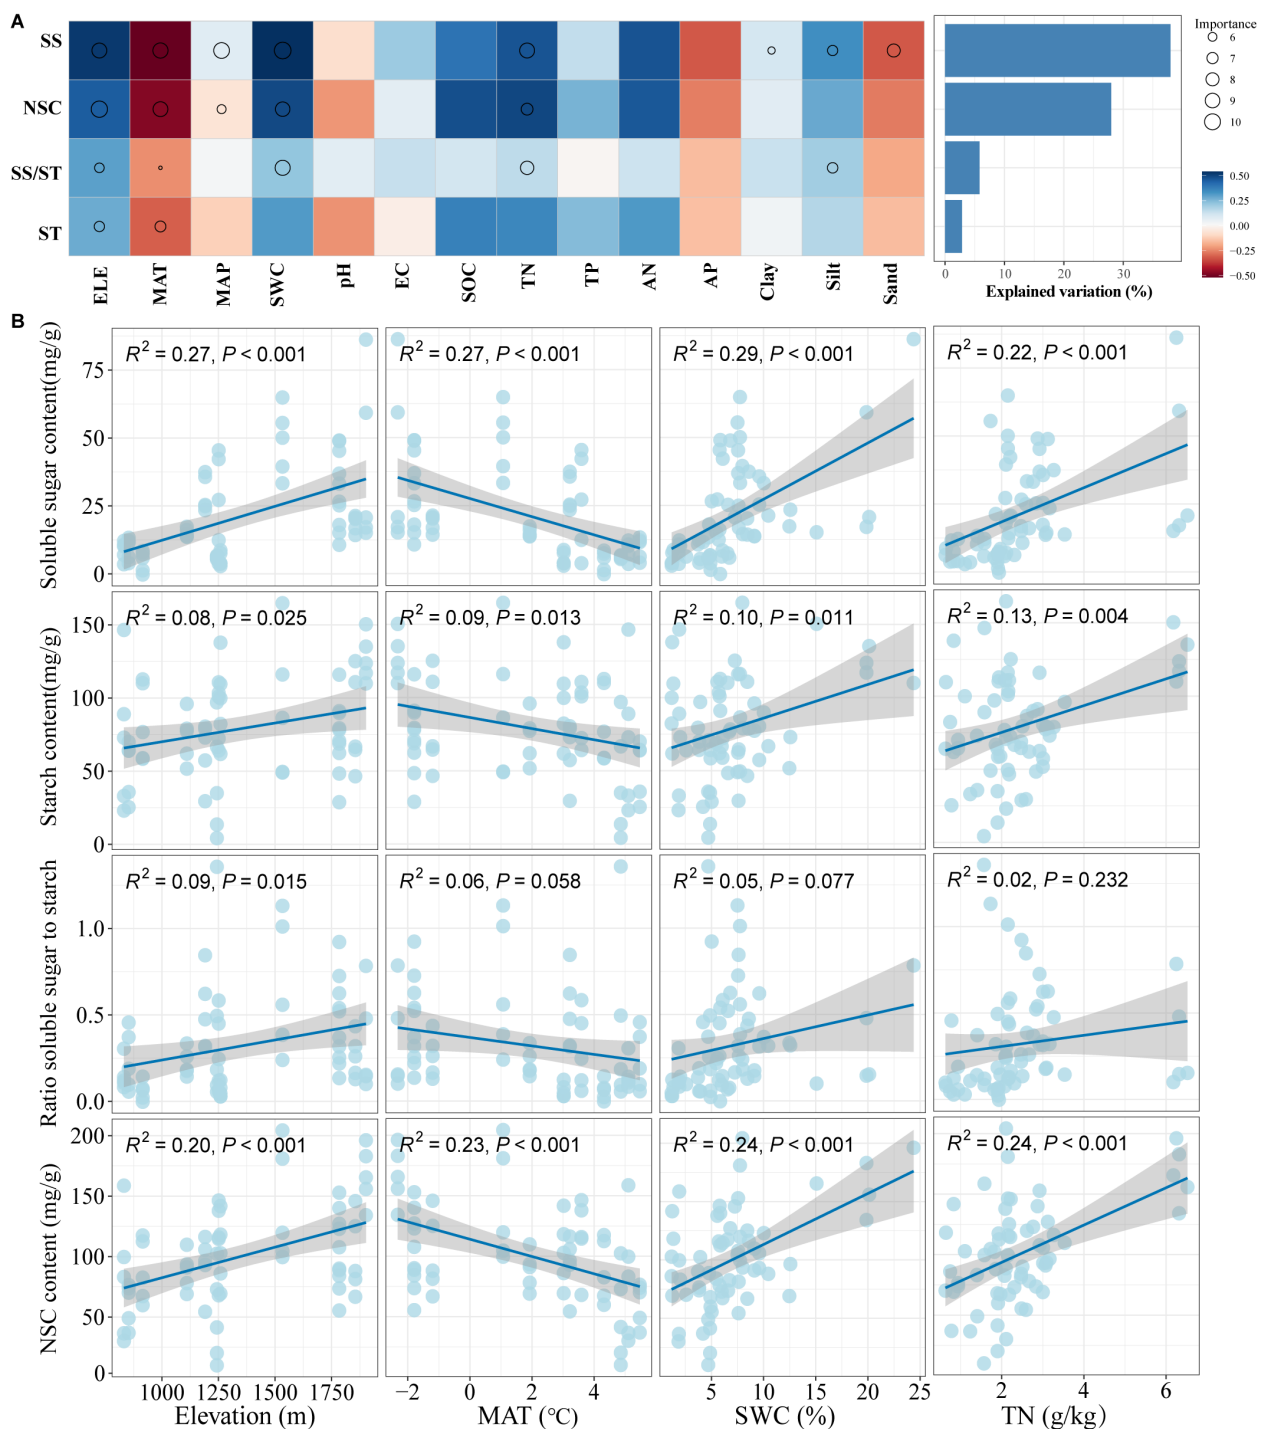 A
SS
NSC
SS/ST
ST
ELE MAT MAP SWC pH EC SOC TN TP AN AP Clay Silt Sand
0 10 20 30
Explained variation (%)
Importance
6
7
8
9
10
0.50
0.25
0.00
−0.25
−0.50
B
Soluble sugar content(mg/g)
75
50
25
0
R² = 0.27, P < 0.001
R² = 0.27, P < 0.001
R² = 0.29, P < 0.001
R² = 0.22, P < 0.001
Starch content(mg/g)
150
100
50
0
R² = 0.08, P = 0.025
R² = 0.09, P = 0.013
R² = 0.10, P = 0.011
R² = 0.13, P = 0.004
Ratio soluble sugar to starch
1.0
0.5
0.0
R² = 0.09, P = 0.015
R² = 0.06, P = 0.058
R² = 0.05, P = 0.077
R² = 0.02, P = 0.232
NSC content (mg/g)
200
150
100
50
0
R² = 0.20, P < 0.001
R² = 0.23, P < 0.001
R² = 0.24, P < 0.001
R² = 0.24, P < 0.001
1000 1250 1500 1750
Elevation (m)
−2 0 2 4
MAT (°C)
5 10 15 20 25
SWC (%)
2 4 6
TN (g/kg)